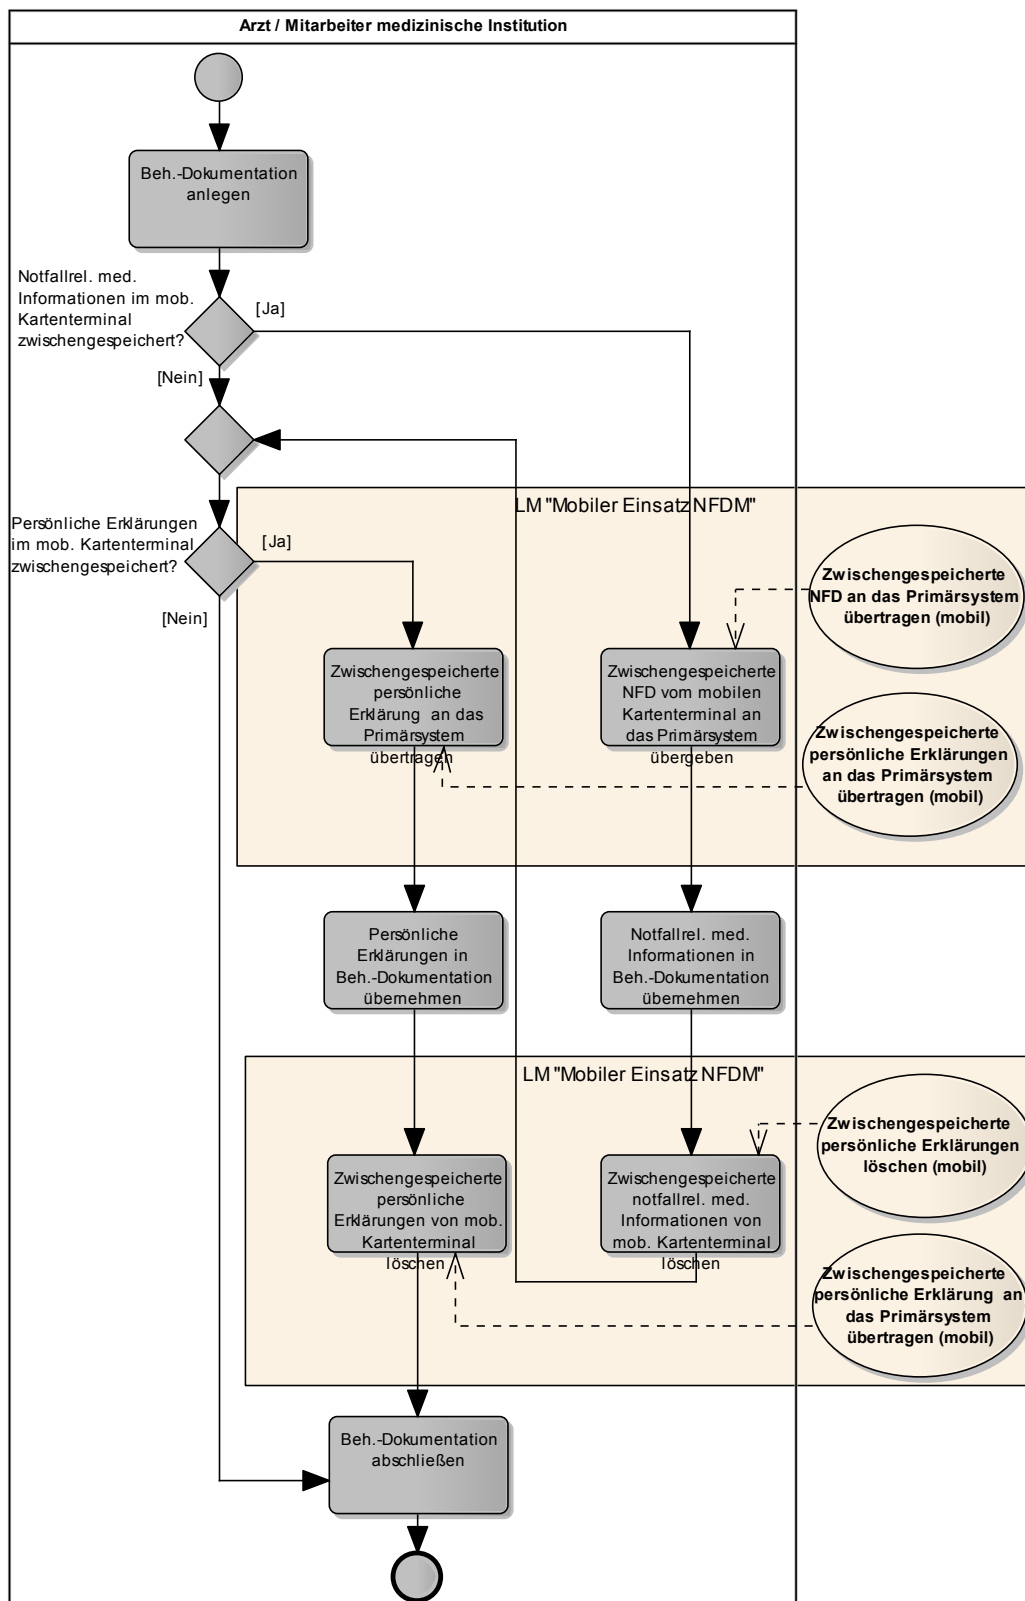 Arzt / Mitarbeiter medizinische Institution
Beh.-Dokumentation
anlegen
Notfallrel. med.
Informationen im mob.
Kartenterminal
zwischengespeichert?
[Ja]
[Nein]
LM "Mobiler Einsatz NFDM"
Persönliche Erklärungen
im mob. Kartenterminal
zwischengespeichert?
[Ja]
[Nein]
Zwischengespeicherte
NFD an das Primärsystem
übertragen (mobil)
Zwischengespeicherte
persönliche
Erklärung an das
Primärsystem
übertragen
Zwischengespeicherte
NFD vom mobilen
Kartenterminal an
das Primärsystem
übergeben
Zwischengespeicherte
persönliche Erklärungen
an das Primärsystem
übertragen (mobil)
Persönliche
Erklärungen in
Beh.-Dokumentation
übernehmen
Notfallrel. med.
Informationen in
Beh.-Dokumentation
übernehmen
LM "Mobiler Einsatz NFDM"
Zwischengespeicherte
persönliche Erklärungen
löschen (mobil)
Zwischengespeicherte
persönliche
Erklärungen von mob.
Kartenterminal
löschen
Zwischengespeicherte
notfallrel. med.
Informationen von
mob. Kartenterminal
löschen
Zwischengespeicherte
persönliche Erklärung an
das Primärsystem
übertragen (mobil)
Beh.-Dokumentation
abschließen